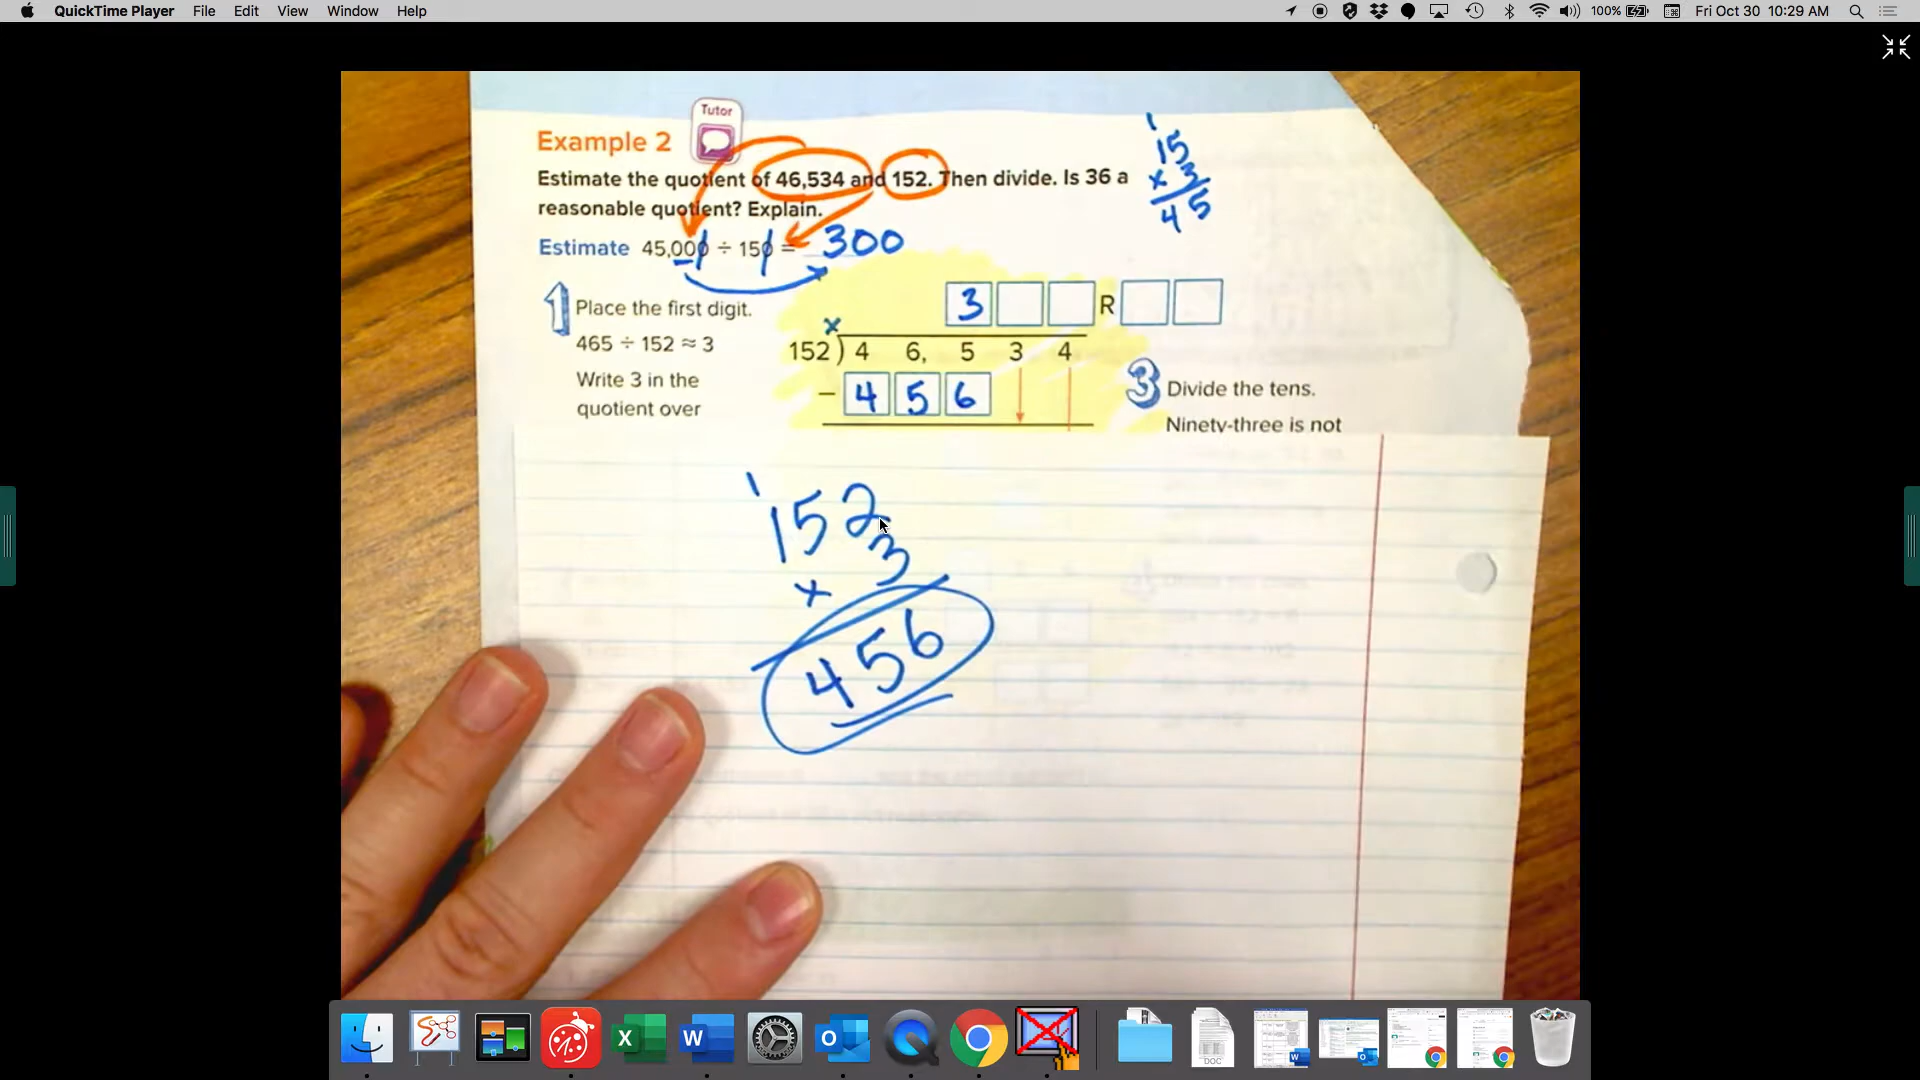 QuickTime Player File Edit View Window Help 100% Fri Oct 30 10:29 AM
Tutor
Example 2
Estimate the quotient of 46,534 and 152. Then divide. Is 36 a
reasonable quotient? Explain.
Estimate 45,000 ÷ 150 = 300
1
15
x 3
45
1 Place the first digit.
465 ÷ 152 ≈ 3
Write 3 in the
quotient over
3 R
x
152) 4 6, 5 3 4
− 4 5 6
3 Divide the tens.
Ninety-three is not
1
152
x 3
456
X W O DOC W O